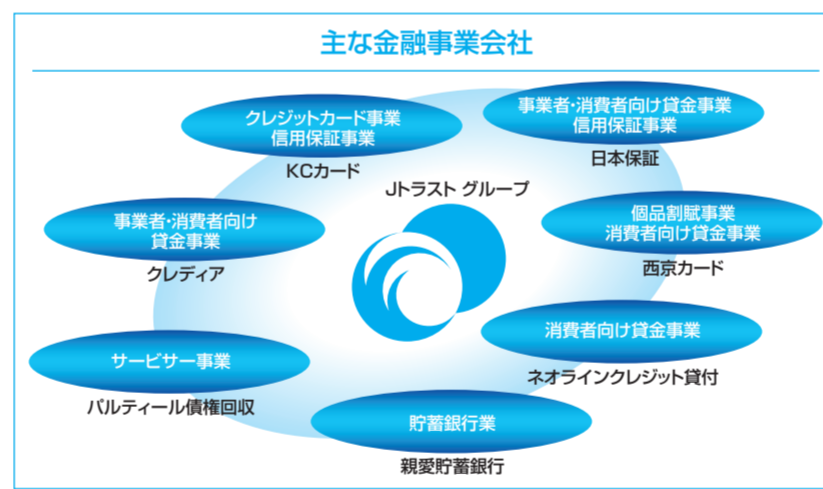 主な金融事業会社
クレジットカード事業
信用保証事業
KCカード
事業者・消費者向け貸金事業
信用保証事業
日本保証
Jトラスト グループ
事業者・消費者向け
貸金事業
クレディア
個品割賦事業
消費者向け貸金事業
西京カード
サービサー事業
パルティール債権回収
消費者向け貸金事業
ネオラインクレジット貸付
貯蓄銀行業
親愛貯蓄銀行